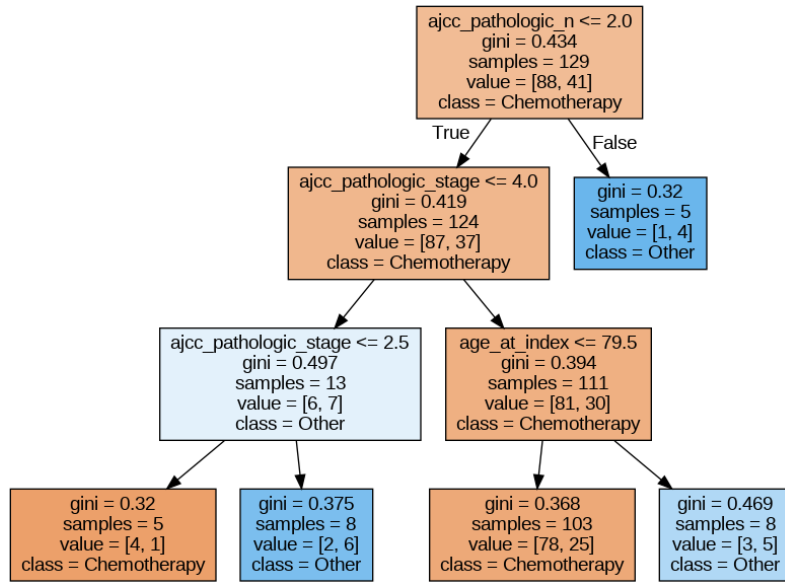 ajcc_pathologic_n <= 2.0
gini = 0.434
samples = 129
value = [88, 41]
class = Chemotherapy
True
False
ajcc_pathologic_stage <= 4.0
gini = 0.419
samples = 124
value = [87, 37]
class = Chemotherapy
gini = 0.32
samples = 5
value = [1, 4]
class = Other
ajcc_pathologic_stage <= 2.5
gini = 0.497
samples = 13
value = [6, 7]
class = Other
age_at_index <= 79.5
gini = 0.394
samples = 111
value = [81, 30]
class = Chemotherapy
gini = 0.32
samples = 5
value = [4, 1]
class = Chemotherapy
gini = 0.375
samples = 8
value = [2, 6]
class = Other
gini = 0.368
samples = 103
value = [78, 25]
class = Chemotherapy
gini = 0.469
samples = 8
value = [3, 5]
class = Other